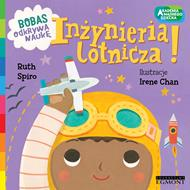 BOBAS
ODKRYWA
NAUKĘ
AKADEMIA
MĄDREGO
DZIECKA
Inżynieria
Lotnicza!
Ruth
Spiro
Ilustracje
Irene Chan
EGMONT